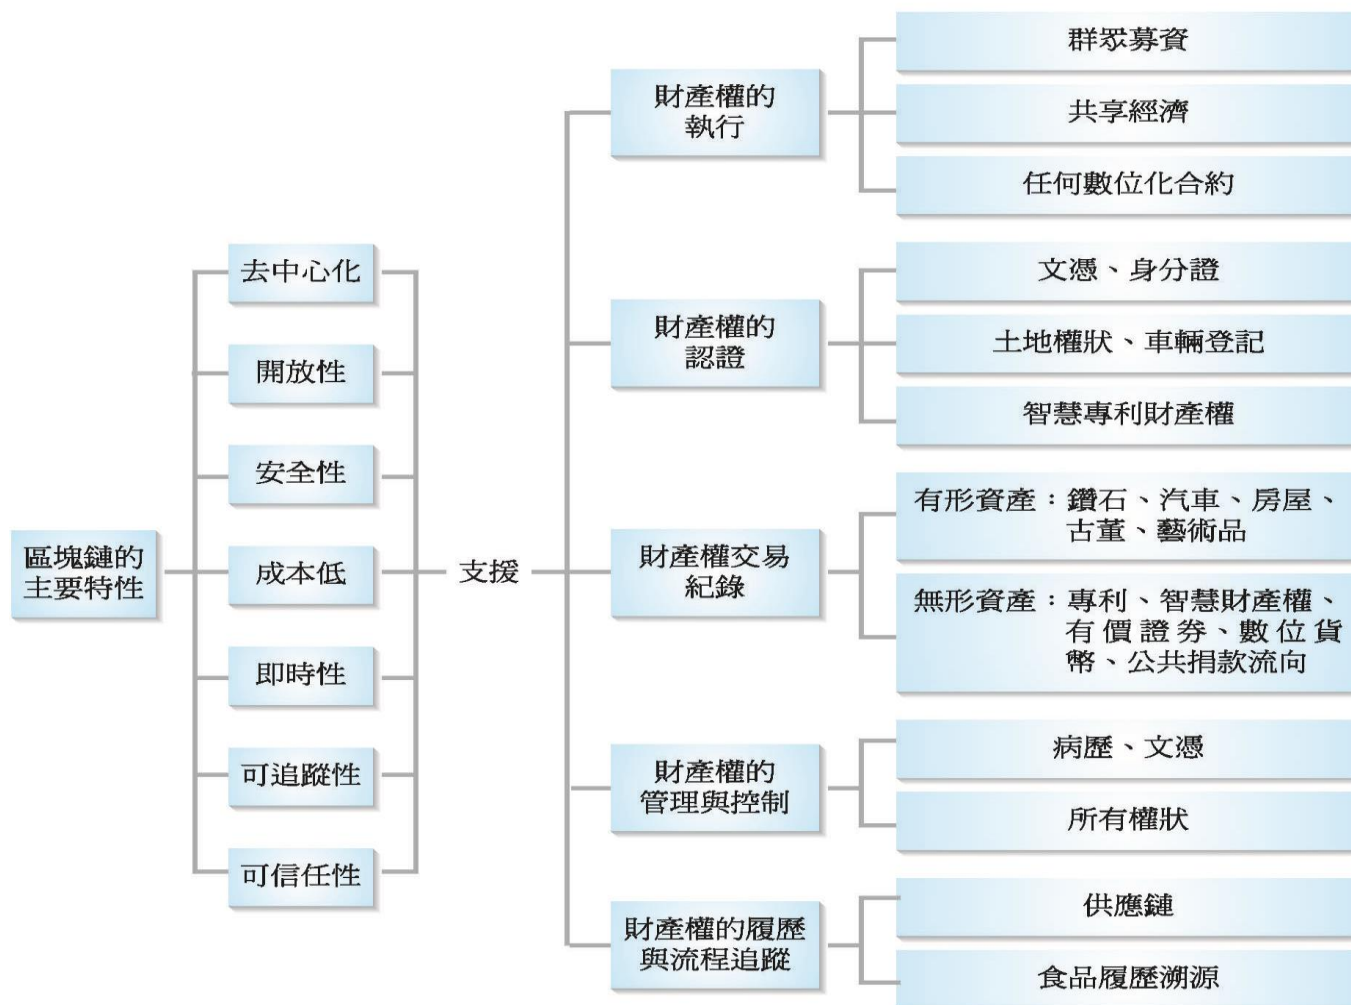 區塊鏈的
主要特性
去中心化
開放性
安全性
成本低
即時性
可追蹤性
可信任性
支援
財產權的
執行
群眾募資
共享經濟
任何數位化合約
財產權的
認證
文憑、身分證
土地權狀、車輛登記
智慧專利財產權
財產權交易
紀錄
有形資產：鑽石、汽車、房屋、
古董、藝術品
無形資產：專利、智慧財產權、
有價證券、數位貨
幣、公共捐款流向
財產權的
管理與控制
病歷、文憑
所有權狀
財產權的履歷
與流程追蹤
供應鏈
食品履歷溯源